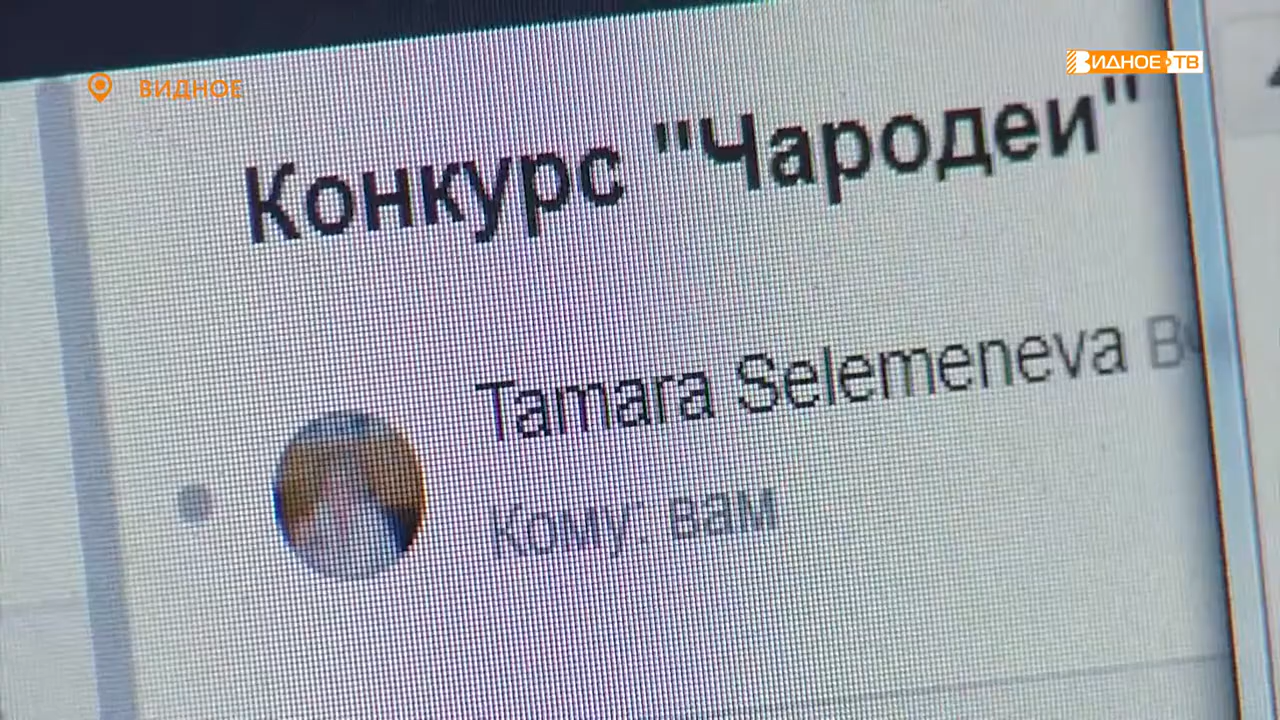 ВИДНОЕ
ВИДНОЕ ТВ
Конкурс "Чародеи"
Tamara Selemeneva
Кому: вам